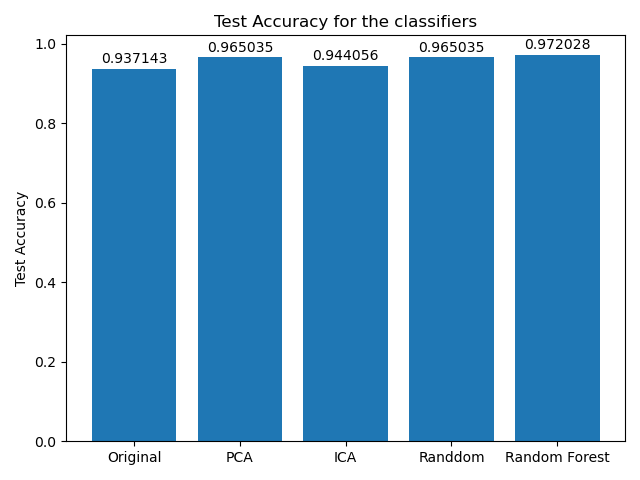 Test Accuracy for the classifiers
1.0
0.8
0.6
0.4
0.2
0.0
Test Accuracy
0.937143
0.965035
0.944056
0.965035
0.972028
Original
PCA
ICA
Randdom
Random Forest